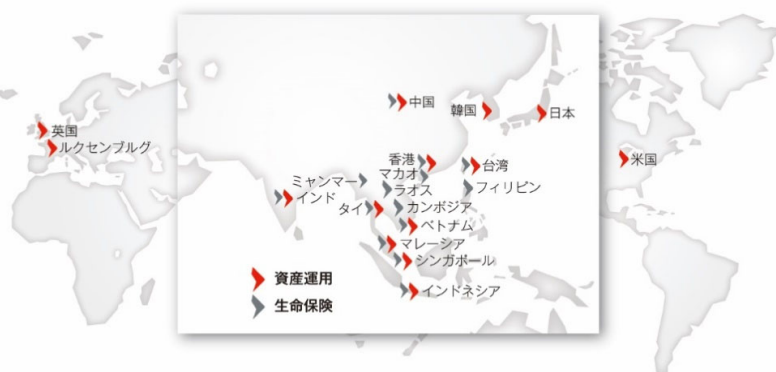 中国
韓国
日本
英国
ルクセンブルグ
香港
台湾
米国
マカオ
ミャンマー
ラオス
フィリピン
インド
タイ
カンボジア
ベトナム
マレーシア
シンガポール
資産運用
インドネシア
生命保険